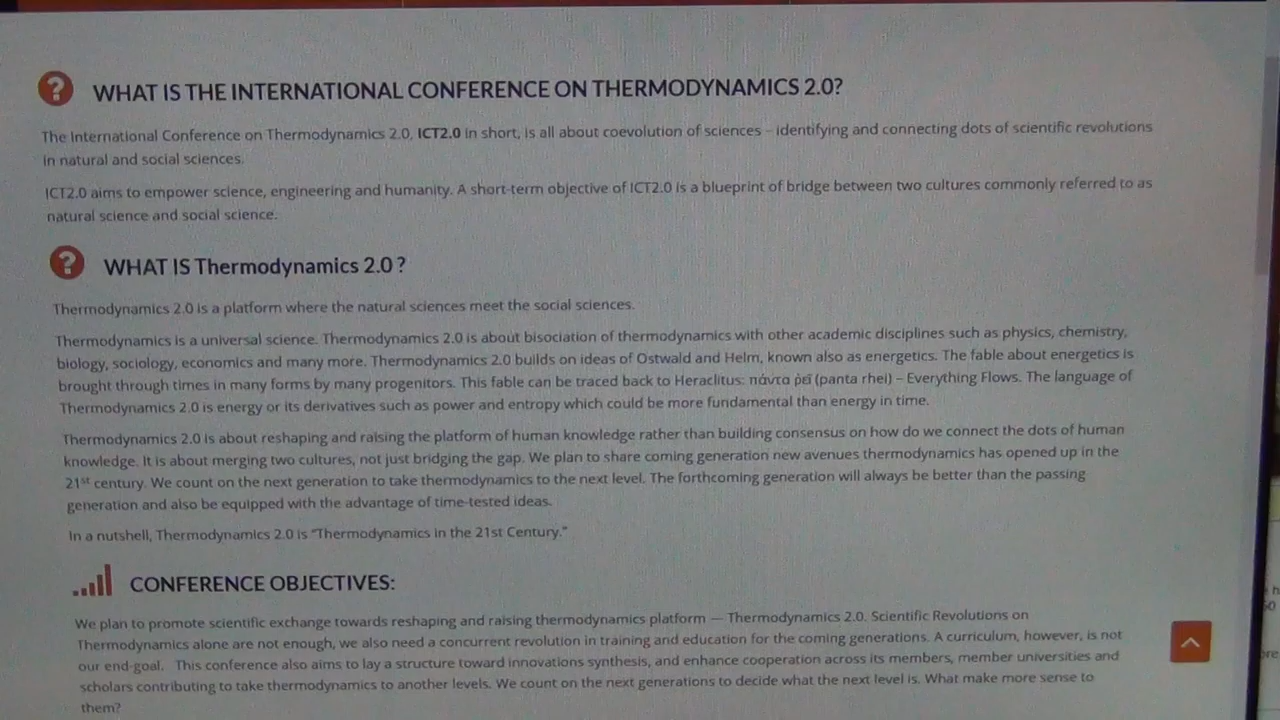 WHAT IS THE INTERNATIONAL CONFERENCE ON THERMODYNAMICS 2.0?
The International Conference on Thermodynamics 2.0, ICT2.0 in short, is all about coevolution of sciences – identifying and connecting dots of scientific revolutions
in natural and social sciences.
ICT2.0 aims to empower science, engineering and humanity. A short-term objective of ICT2.0 is a blueprint of bridge between two cultures commonly referred to as
natural science and social science.
WHAT IS Thermodynamics 2.0 ?
Thermodynamics 2.0 is a platform where the natural sciences meet the social sciences.
Thermodynamics is a universal science. Thermodynamics 2.0 is about bisociation of thermodynamics with other academic disciplines such as physics, chemistry,
biology, sociology, economics and many more. Thermodynamics 2.0 builds on ideas of Ostwald and Helm, known also as energetics. The fable about energetics is
brought through times in many forms by many progenitors. This fable can be traced back to Heraclitus: πάντα ῥεῖ (panta rhei) – Everything Flows. The language of
Thermodynamics 2.0 is energy or its derivatives such as power and entropy which could be more fundamental than energy in time.
Thermodynamics 2.0 is about reshaping and raising the platform of human knowledge rather than building consensus on how do we connect the dots of human
knowledge. It is about merging two cultures, not just bridging the gap. We plan to share coming generation new avenues thermodynamics has opened up in the
21st century. We count on the next generation to take thermodynamics to the next level. The forthcoming generation will always be better than the passing
generation and also be equipped with the advantage of time-tested ideas.
In a nutshell, Thermodynamics 2.0 is “Thermodynamics in the 21st Century.”
CONFERENCE OBJECTIVES:
We plan to promote scientific exchange towards reshaping and raising thermodynamics platform — Thermodynamics 2.0. Scientific Revolutions on
Thermodynamics alone are not enough, we also need a concurrent revolution in training and education for the coming generations. A curriculum, however, is not
our end-goal. This conference also aims to lay a structure toward innovations synthesis, and enhance cooperation across its members, member universities and
scholars contributing to take thermodynamics to another levels. We count on the next generations to decide what the next level is. What make more sense to
them?